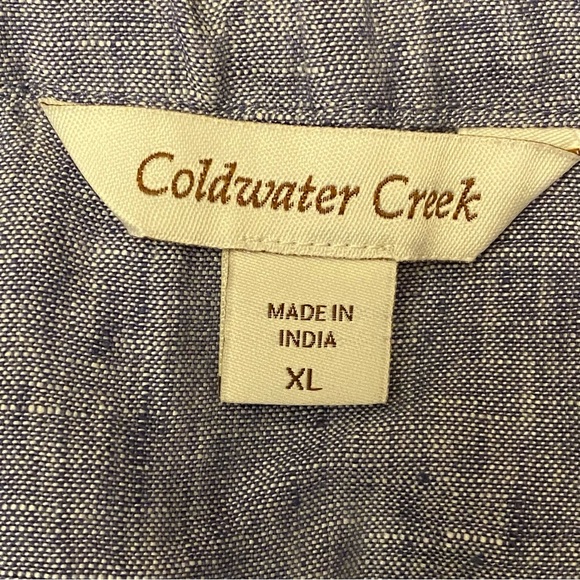 Coldwater Creek
MADE IN
INDIA
XL